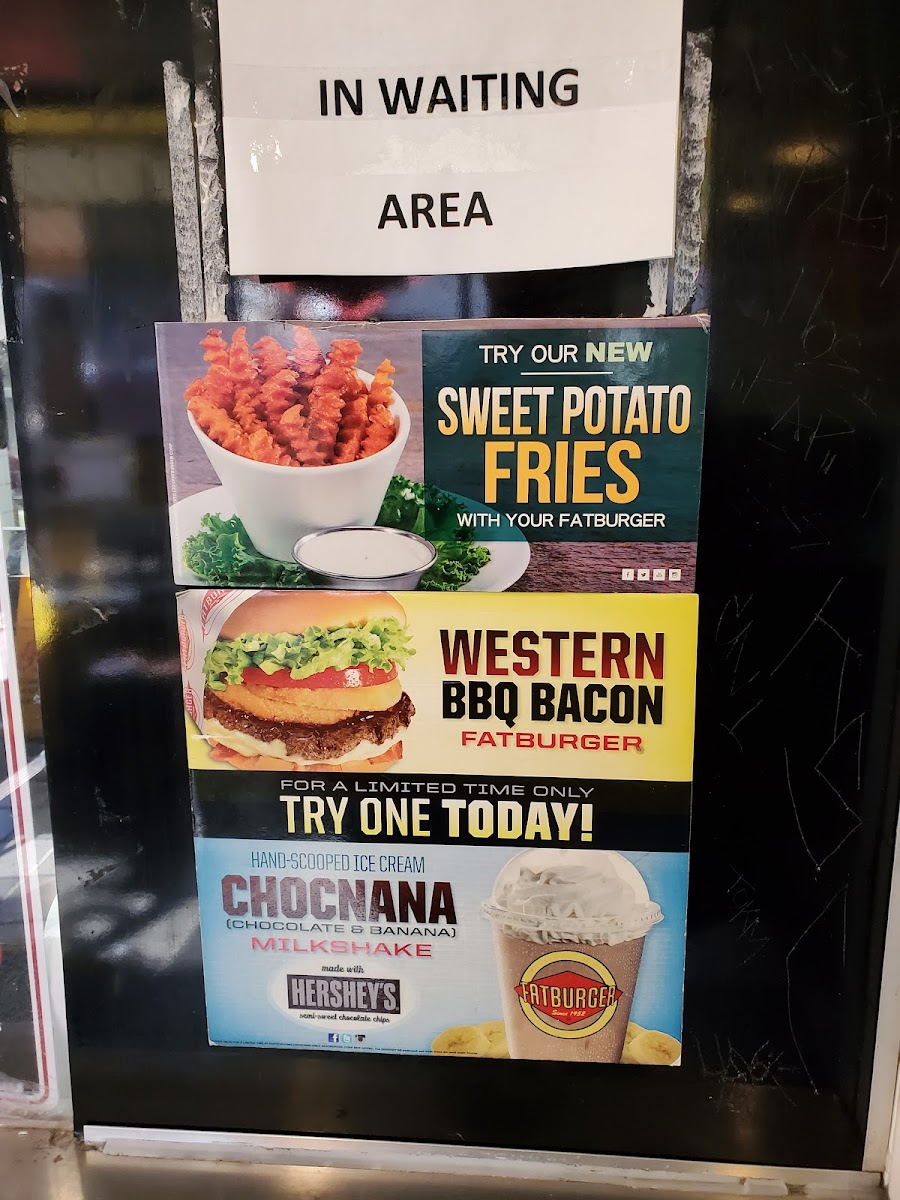 IN WAITING
AREA
TRY OUR NEW
SWEET POTATO
FRIES
WITH YOUR FATBURGER
WESTERN
BBQ BACON
FATBURGER
FOR A LIMITED TIME ONLY
TRY ONE TODAY!
HAND-SCOOPED ICE CREAM
CHOCNANA
(CHOCOLATE & BANANA)
MILKSHAKE
made with
HERSHEY'S
semi-sweet chocolate chips
FATBURGER
Since 1952